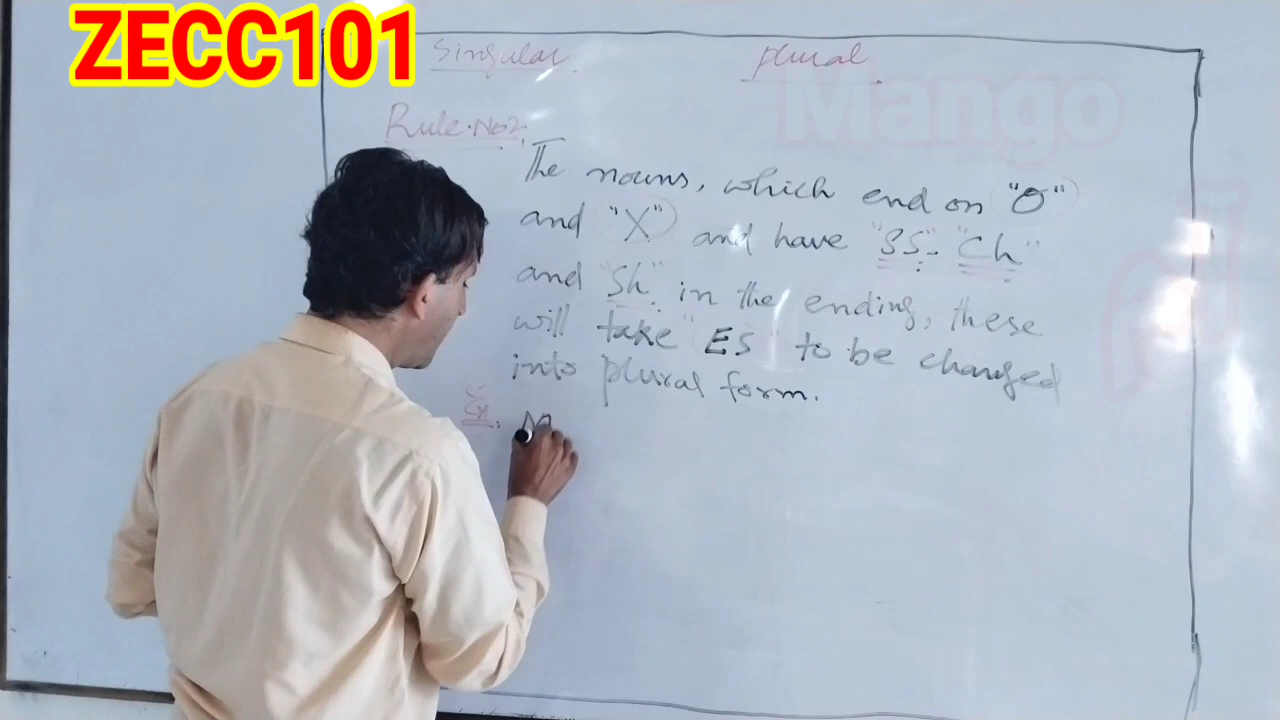 ZECC101
Singular plural
Mango
Rule.No2.
The nouns, which end on "O"
and "X" and have "SS". "Ch"
and "Sh" in the ending, these
will take "ES" to be changed
into plural form.
Ex. M